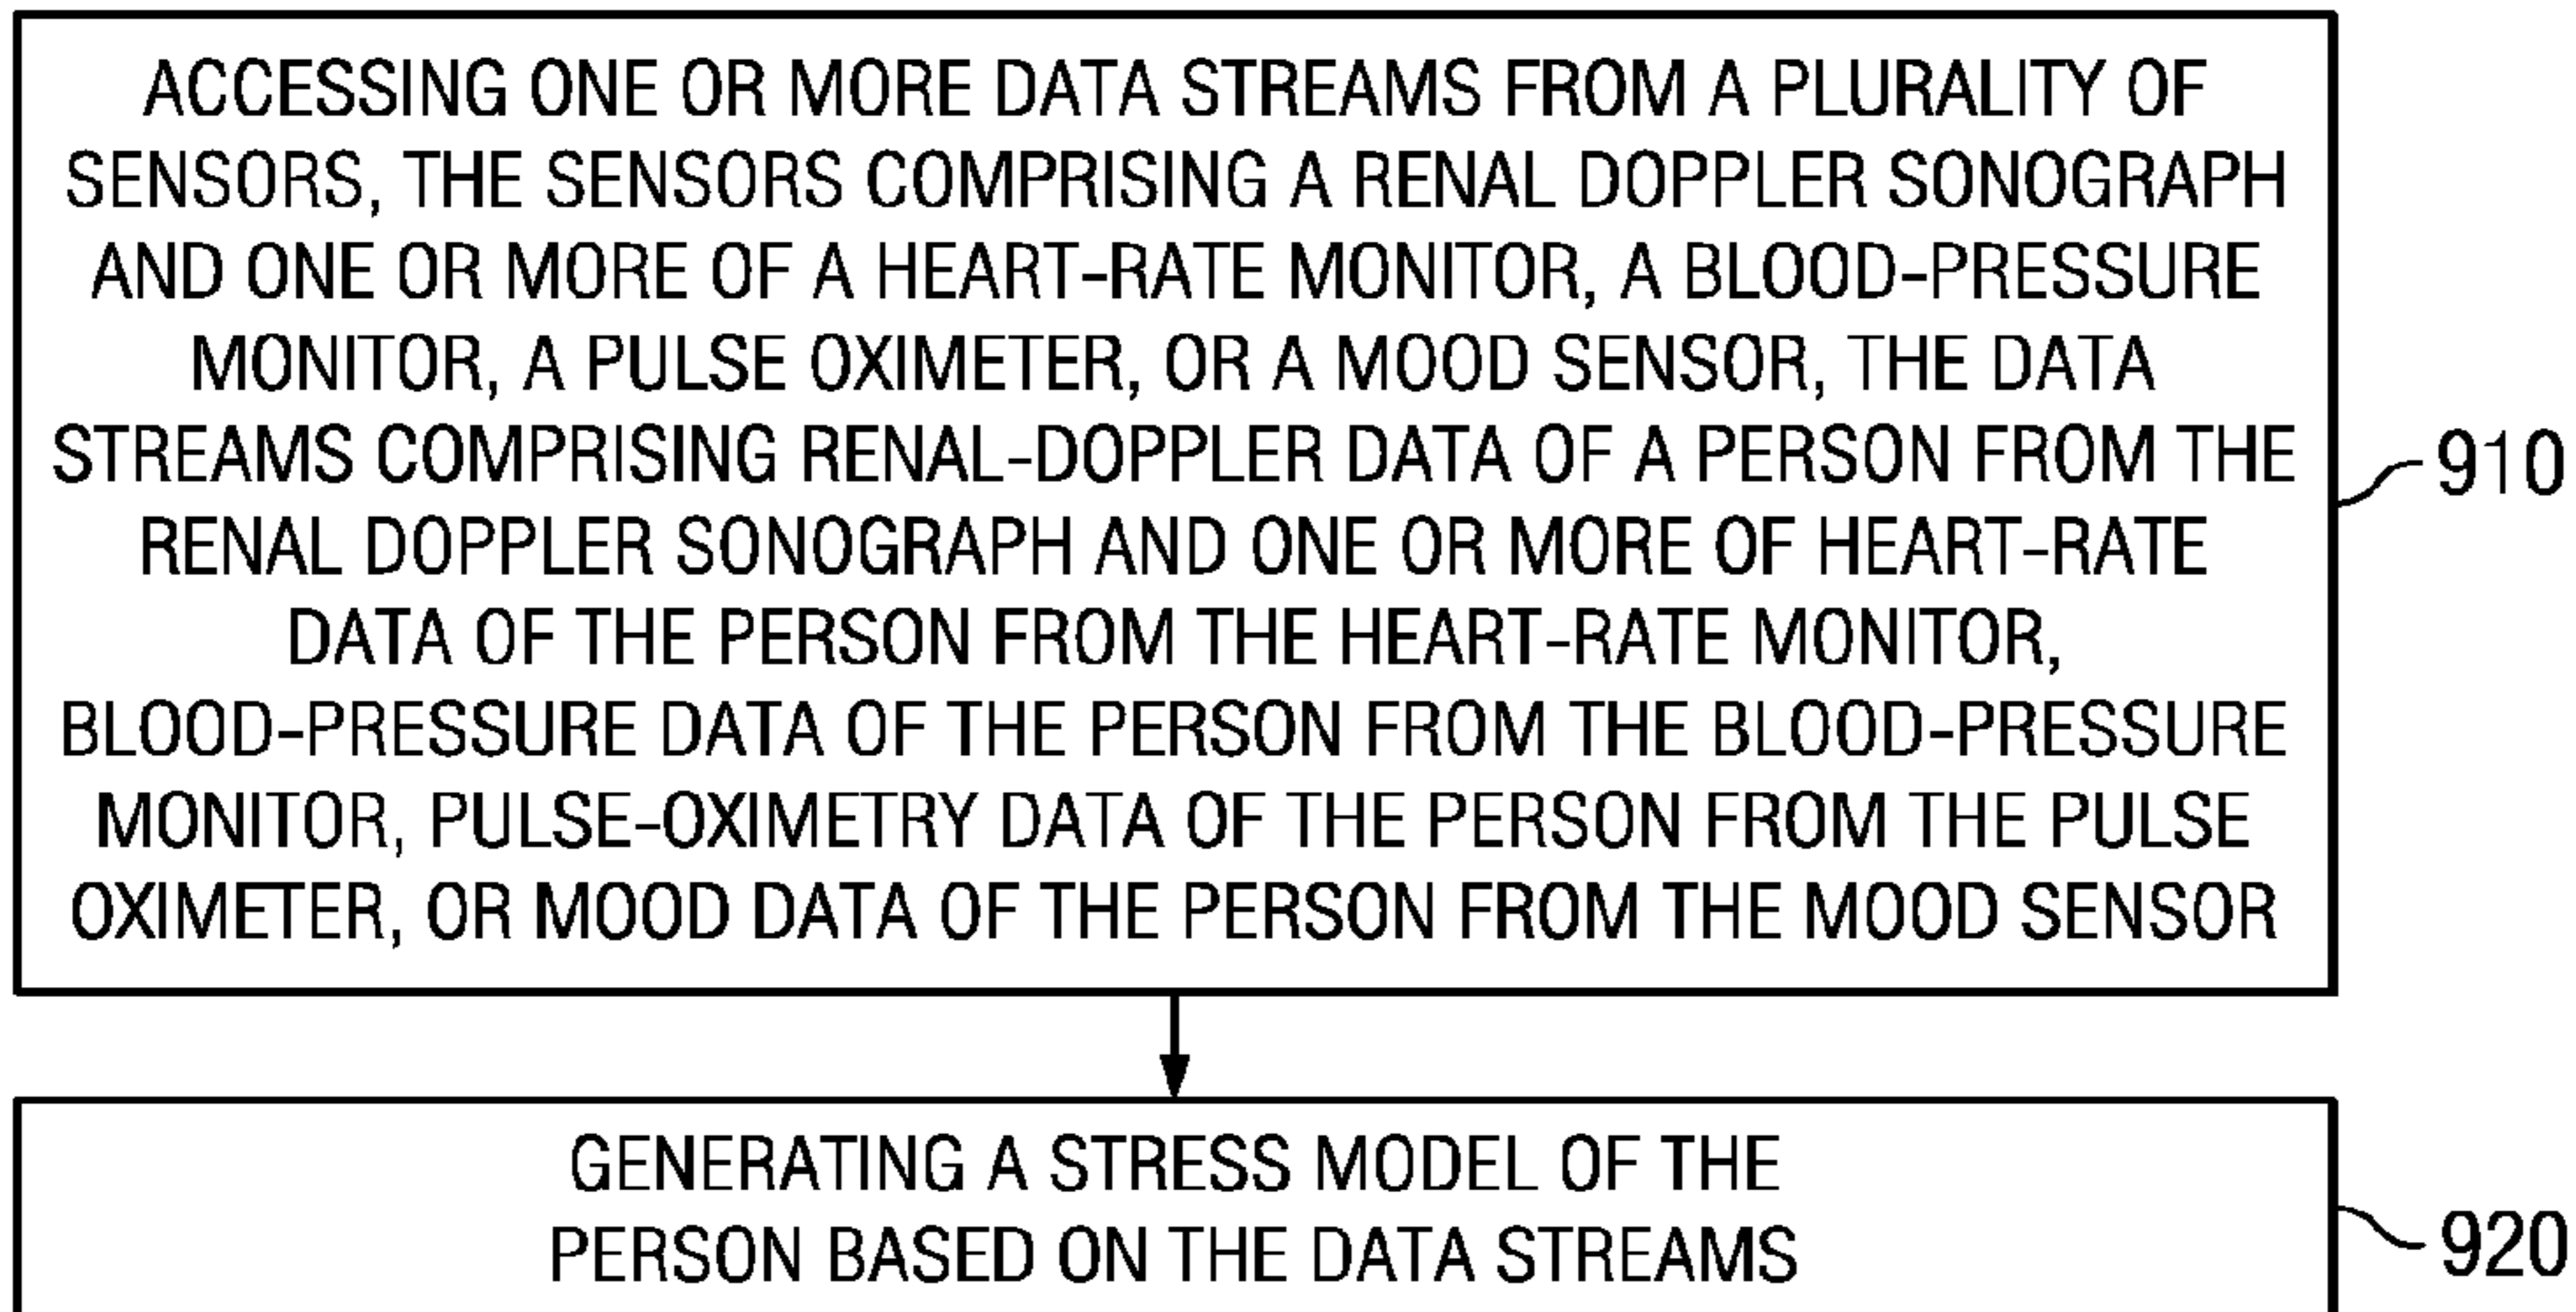 ACCESSING ONE OR MORE DATA STREAMS FROM A PLURALITY OF
SENSORS, THE SENSORS COMPRISING A RENAL DOPPLER SONOGRAPH
AND ONE OR MORE OF A HEART-RATE MONITOR, A BLOOD-PRESSURE
MONITOR, A PULSE OXIMETER, OR A MOOD SENSOR, THE DATA
STREAMS COMPRISING RENAL-DOPPLER DATA OF A PERSON FROM THE
RENAL DOPPLER SONOGRAPH AND ONE OR MORE OF HEART-RATE
DATA OF THE PERSON FROM THE HEART-RATE MONITOR,
BLOOD-PRESSURE DATA OF THE PERSON FROM THE BLOOD-PRESSURE
MONITOR, PULSE-OXIMETRY DATA OF THE PERSON FROM THE PULSE
OXIMETER, OR MOOD DATA OF THE PERSON FROM THE MOOD SENSOR
910
GENERATING A STRESS MODEL OF THE
PERSON BASED ON THE DATA STREAMS
920